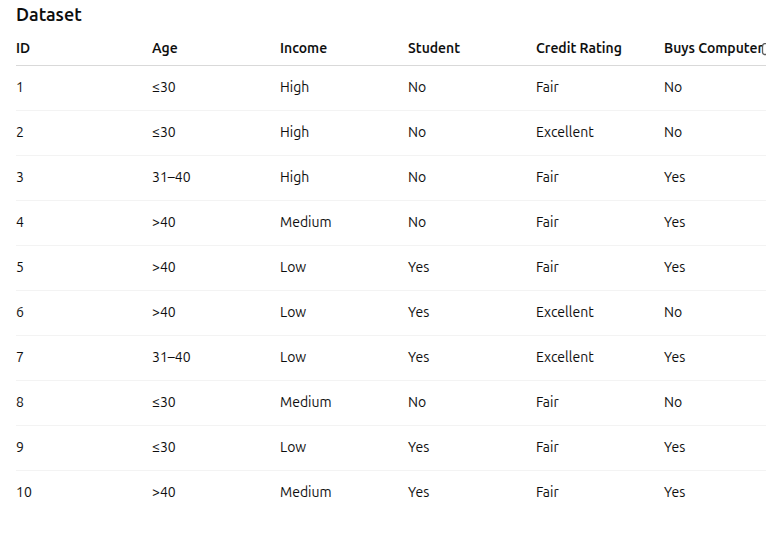 Dataset
ID Age Income Student Credit Rating Buys Computer
1 ≤30 High No Fair No
2 ≤30 High No Excellent No
3 31–40 High No Fair Yes
4 >40 Medium No Fair Yes
5 >40 Low Yes Fair Yes
6 >40 Low Yes Excellent No
7 31–40 Low Yes Excellent Yes
8 ≤30 Medium No Fair No
9 ≤30 Low Yes Fair Yes
10 >40 Medium Yes Fair Yes